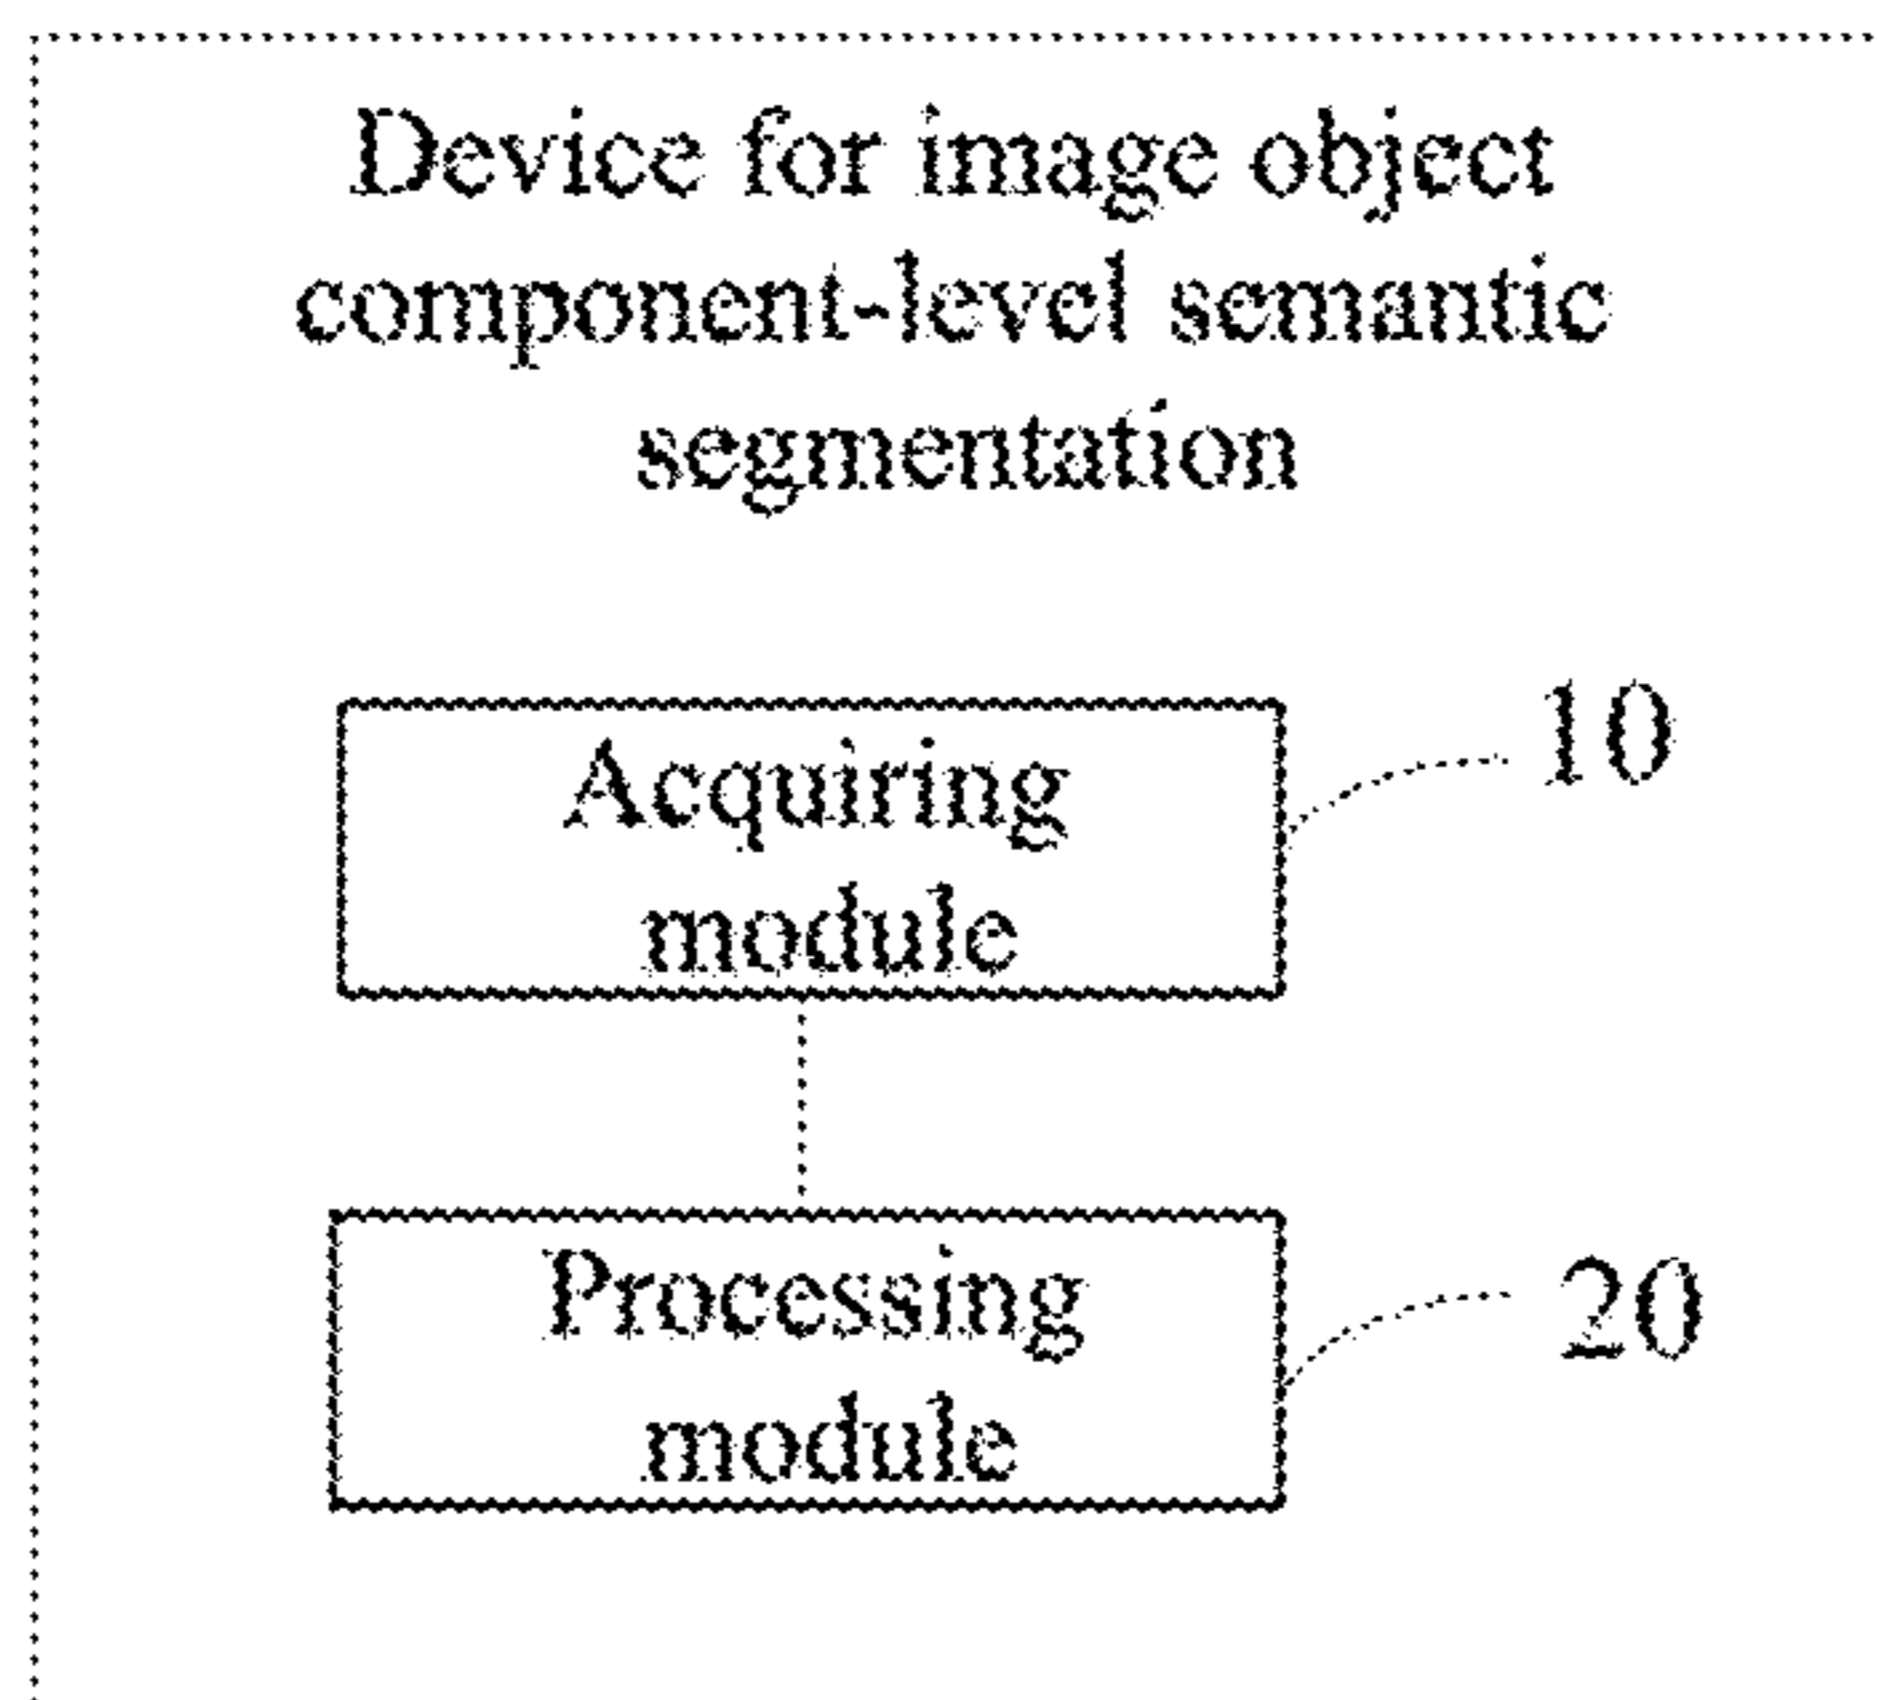 Device for image object
component-level semantic
segmentation
Acquiring
module
10
Processing
module
20